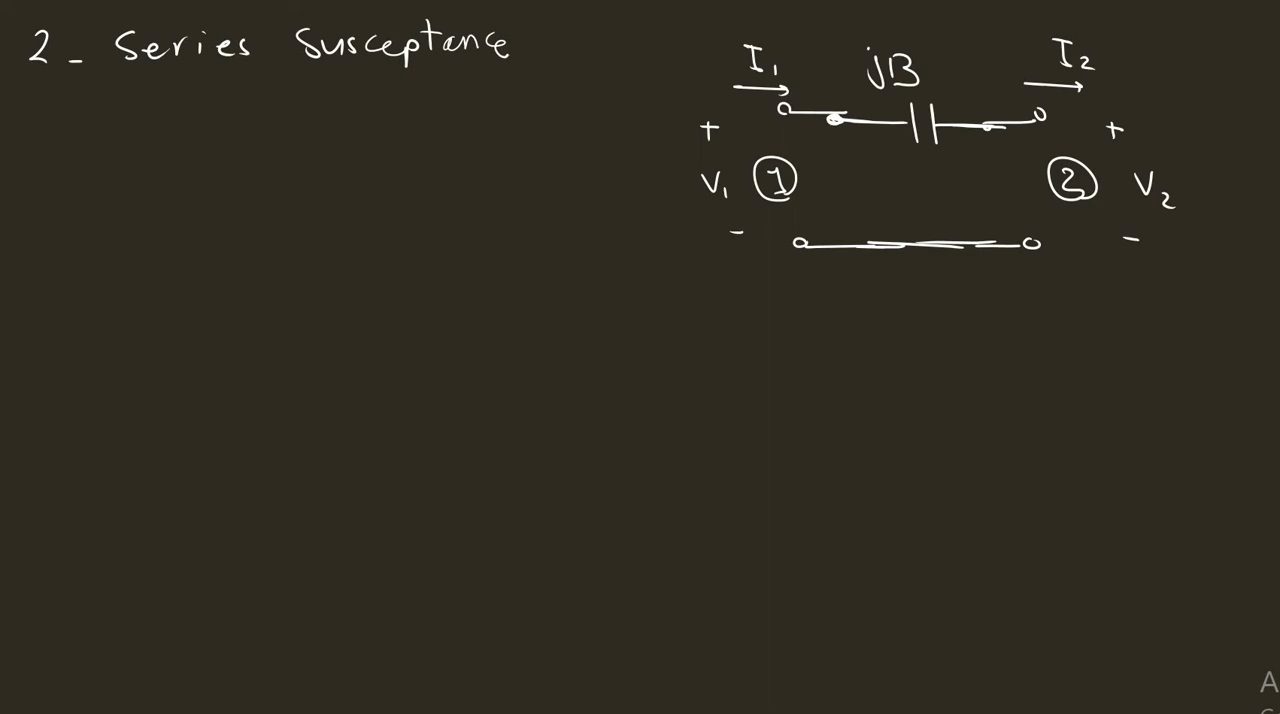 2- Series Susceptance
I₁ jB I₂
+ +
V₁ ① ② V₂
- -
A